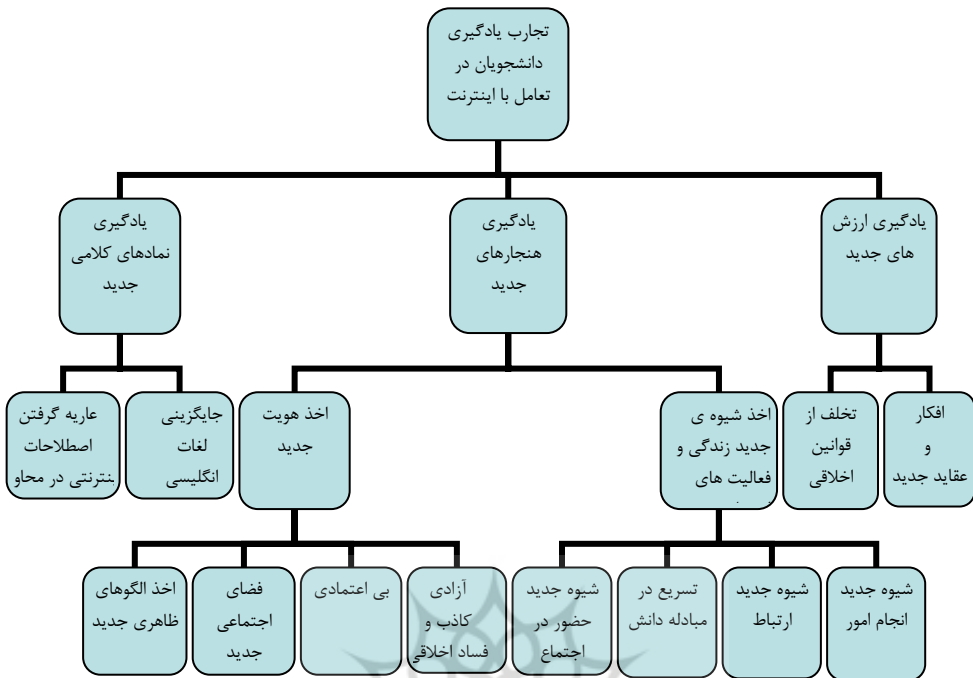 تجارب یادگیری
دانشجویان در
تعامل با اینترنت
یادگیری ارزش
های جدید
یادگیری
هنجارهای
جدید
یادگیری
نمادهای کلامی
جدید
افکار
و
عقاید جدید
تخلف از
قوانین
اخلاقی
اخذ شیوه ی
جدید زندگی و
فعالیت های
اخذ هویت
جدید
جایگزینی
لغات
انگلیسی
عاریه گرفتن
اصطلاحات
ینترنتی در محاو
شیوه جدید
انجام امور
شیوه جدید
ارتباط
تسریع در
مبادله دانش
شیوه جدید
حضور در
اجتماع
آزادی
کاذب و
فساد اخلاقی
بی اعتمادی
فضای
اجتماعی
جدید
اخذ الگوهای
ظاهری جدید